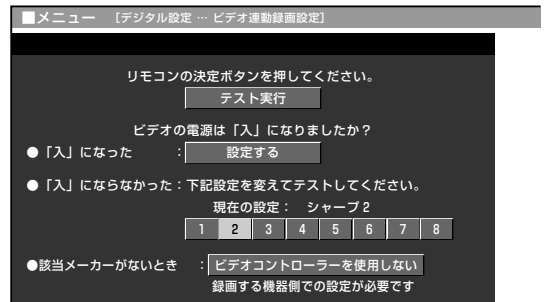 ■メニュー [デジタル設定 … ビデオ連動録画設定]
リモコンの決定ボタンを押してください。
テスト実行
ビデオの電源は「入」になりましたか？
●「入」になった : 設定する
●「入」にならなかった：下記設定を変えてテストしてください。
現在の設定： シャープ2
1 2 3 4 5 6 7 8
●該当メーカーがないとき : ビデオコントローラーを使用しない
録画する機器側での設定が必要です